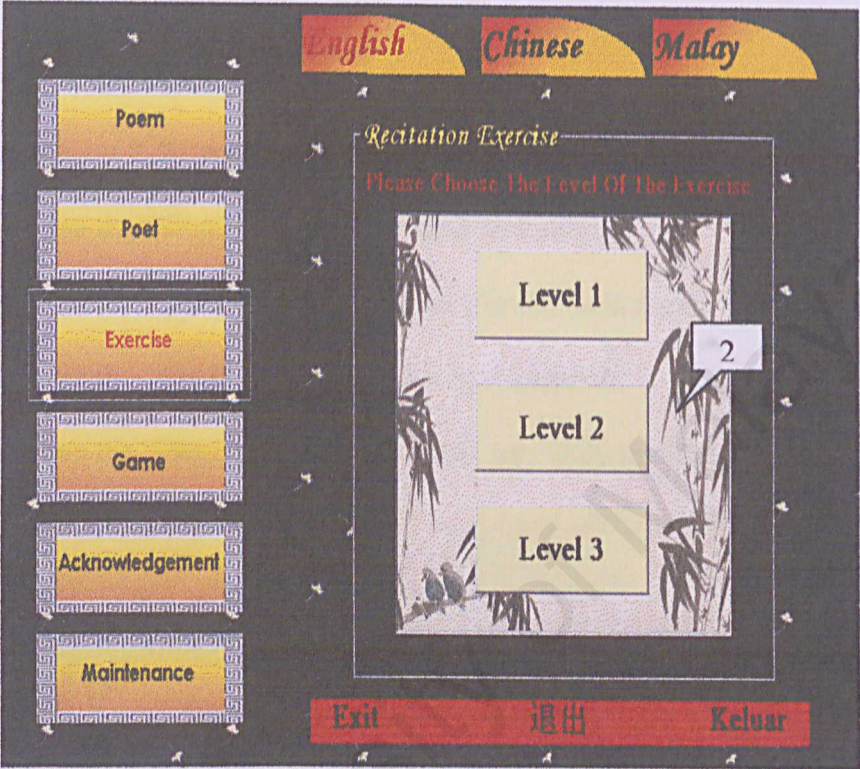 English Chinese Malay
Poem
Poet
Exercise
Game
Acknowledgement
Maintenance
Recitation Exercise
Please Choose The Level Of The Exercise
Level 1
2
Level 2
Level 3
Exit 退出 Keluar